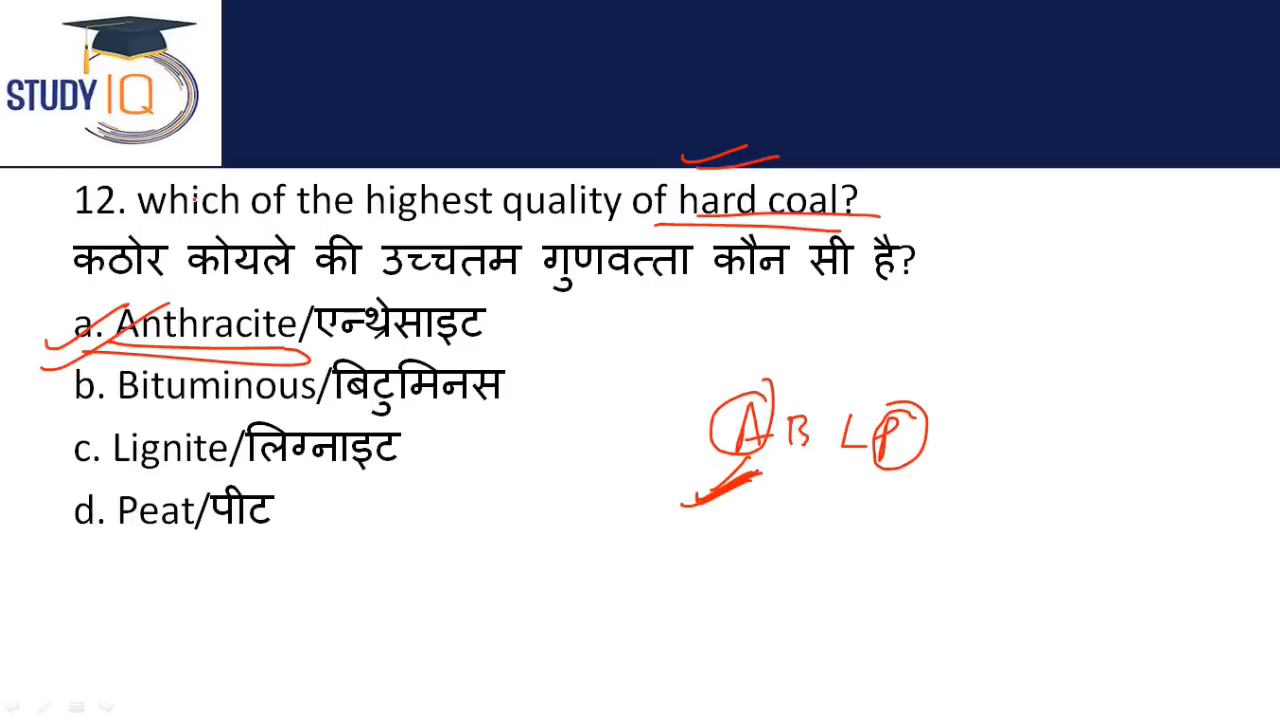 STUDY IQ
12. which of the highest quality of hard coal?
कठोर कोयले की उच्चतम गुणवत्ता कौन सी है?
a. Anthracite/एन्थ्रेसाइट
b. Bituminous/बिटुमिनस
A B L P
c. Lignite/लिग्नाइट
d. Peat/पीट